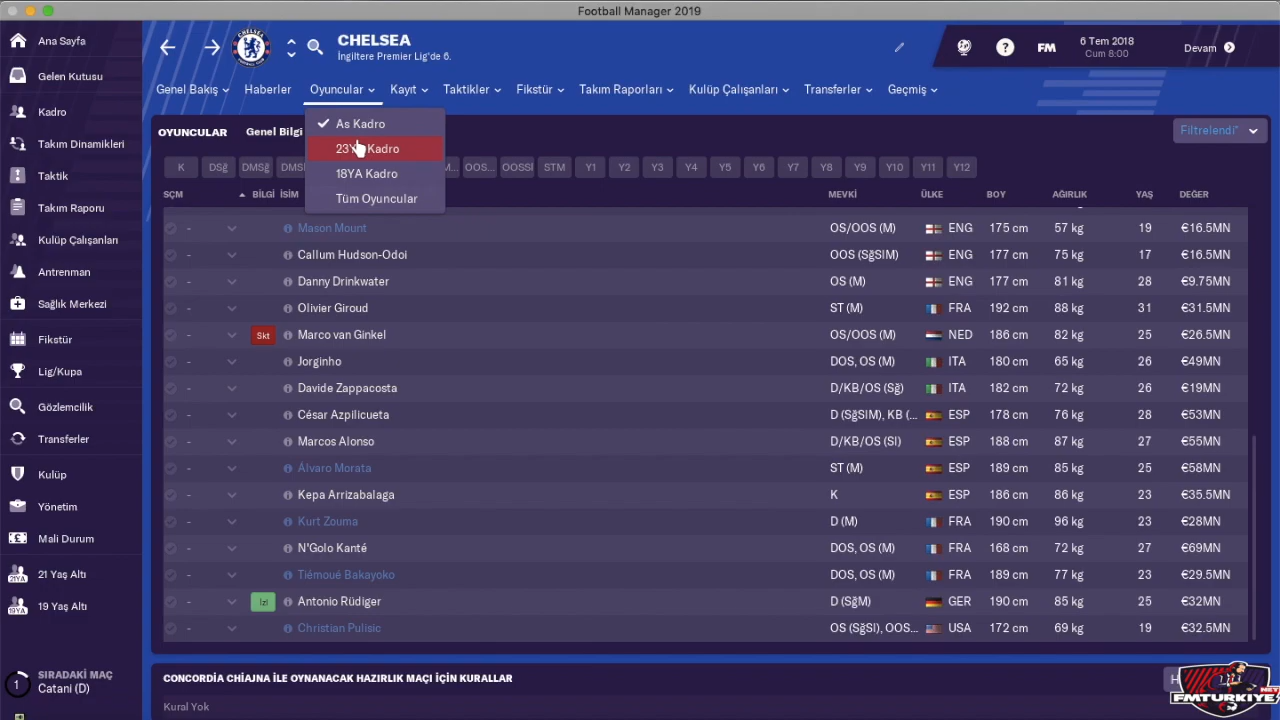 Football Manager 2019
CHELSEA
İngiltere Premier Lig'de 6.
FM
6 Tem 2018
Cum 8:00
Devam
Genel Bakış Haberler Oyuncular Kayıt Taktikler Fikstür Takım Raporları Kulüp Çalışanları Transferler Geçmiş
Ana Sayfa
Gelen Kutusu
Kadro
Takım Dinamikleri
Taktik
Takım Raporu
Kulüp Çalışanları
Antrenman
Sağlık Merkezi
Fikstür
Lig/Kupa
Gözlemcilik
Transferler
Kulüp
Yönetim
Mali Durum
21YA 21 Yaş Altı
19YA 19 Yaş Altı
1 SIRADAKİ MAÇ
Catani (D)
As Kadro
Kadro
18YA Kadro
Tüm Oyuncular
OYUNCULAR Genel Bilgi Filtrelendi*
K DSğ DMSğ OOS... OOSSI STM Y1 Y2 Y3 Y4 Y5 Y6 Y7 Y8 Y9 Y10 Y11 Y12
SÇM BİLGİ İSİM MEVKİ ÜLKE BOY AĞIRLIK YAŞ DEĞER
- Mason Mount OS/OOS (M) ENG 175 cm 57 kg 19 €16.5MN
- Callum Hudson-Odoi OOS (SğSIM) ENG 177 cm 75 kg 17 €16.5MN
- Danny Drinkwater OS (M) ENG 177 cm 81 kg 28 €9.75MN
- Olivier Giroud ST (M) FRA 192 cm 88 kg 31 €31.5MN
- Skt Marco van Ginkel OS/OOS (M) NED 186 cm 82 kg 25 €26.5MN
- Jorginho DOS, OS (M) ITA 180 cm 65 kg 26 €49MN
- Davide Zappacosta D/KB/OS (Sğ) ITA 182 cm 72 kg 26 €19MN
- César Azpilicueta D (SğSIM), KB (... ESP 178 cm 76 kg 28 €53MN
- Marcos Alonso D/KB/OS (SI) ESP 188 cm 87 kg 27 €55MN
- Álvaro Morata ST (M) ESP 189 cm 85 kg 25 €58MN
- Kepa Arrizabalaga K ESP 186 cm 86 kg 23 €35.5MN
- Kurt Zouma D (M) FRA 190 cm 96 kg 23 €28MN
- N'Golo Kanté DOS, OS (M) FRA 168 cm 72 kg 27 €69MN
- Tiémoué Bakayoko DOS, OS (M) FRA 189 cm 77 kg 23 €29.5MN
- Antonio Rüdiger D (SğM) GER 190 cm 85 kg 25 €32MN
- Christian Pulisic OS (SğSI), OOS... USA 172 cm 69 kg 19 €32.5MN
CONCORDİA CHİAJNA İLE OYNANACAK HAZIRLIK MAÇI İÇİN KURALLAR
Kural Yok
FMTURKIYE.NET